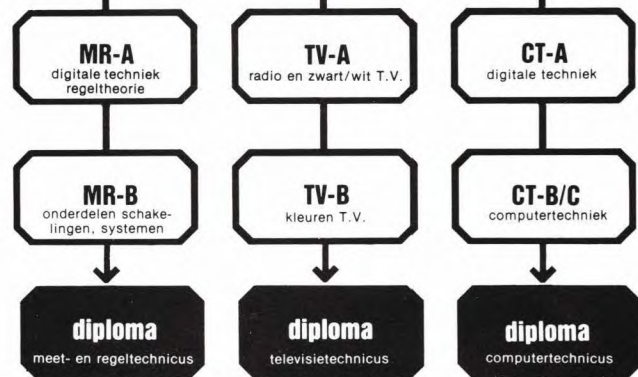 MR-A
digitale techniek
regeltheorie
TV-A
radio en zwart/wit T.V.
CT-A
digitale techniek
MR-B
onderdelen schake-
lingen, systemen
TV-B
kleuren T.V.
CT-B/C
computertechniek
diploma
meet- en regeltechnicus
diploma
televisietechnicus
diploma
computertechnicus